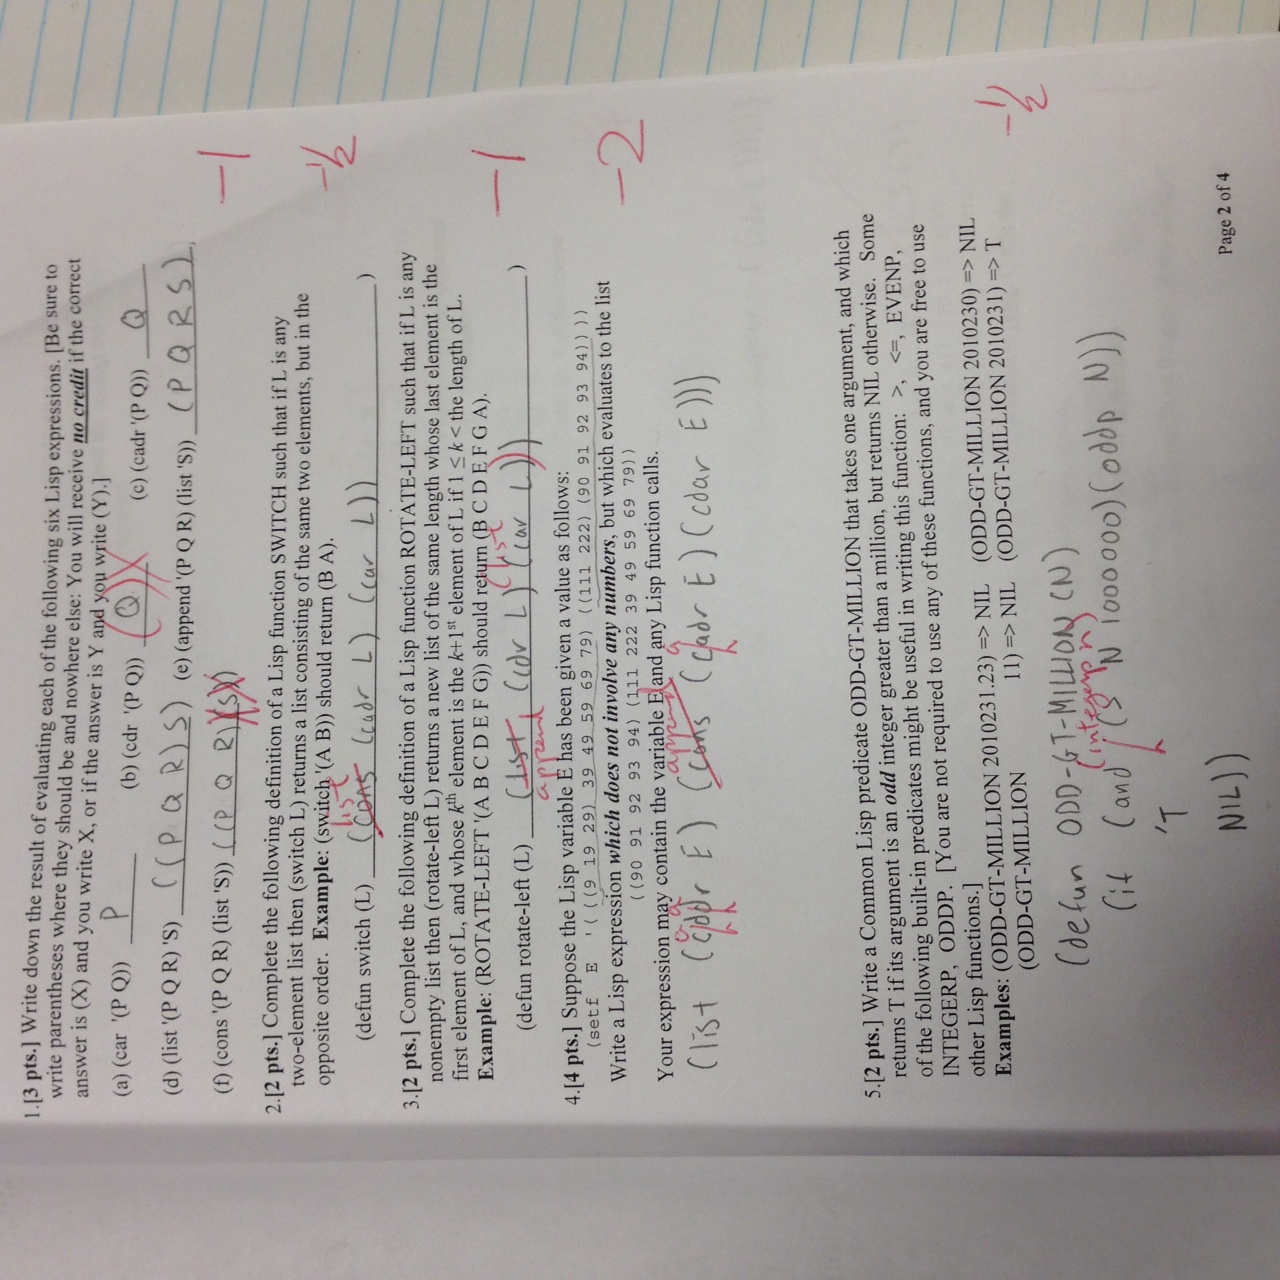 1.[3 pts.] Write down the result of evaluating each of the following six Lisp expressions. [Be sure to
write parentheses where they should be and nowhere else: You will receive no credit if the correct
answer is (X) and you write X, or if the answer is Y and you write (Y).]
(a) (car '(P Q)) P (b) (cdr '(P Q)) (Q) X (c) (cadr '(P Q)) Q
(d) (list '(P Q R) 'S) ((P Q R) S) (e) (append '(P Q R) (list 'S)) (P Q R S)
(f) (cons '(P Q R) (list 'S)) ((P Q R)(S))
-1
2.[2 pts.] Complete the following definition of a Lisp function SWITCH such that if L is any
two-element list then (switch L) returns a list consisting of the same two elements, but in the
opposite order. Example: (switch '(A B)) should return (B A).
-1/2
list
(defun switch (L) (cons (cadr L) (car L)) )
3.[2 pts.] Complete the following definition of a Lisp function ROTATE-LEFT such that if L is any
nonempty list then (rotate-left L) returns a new list of the same length whose last element is the
first element of L, and whose kth element is the k+1st element of L if 1 ≤ k < the length of L.
Example: (ROTATE-LEFT '(A B C D E F G)) should return (B C D E F G A).
-1
(list
(defun rotate-left (L) (list (cdr L) (car L))) )
append
4.[4 pts.] Suppose the Lisp variable E has been given a value as follows:
(setf E '( ((9 19 29) 39 49 59 69 79) ((111 222) (90 91 92 93 94)) ))
Write a Lisp expression which does not involve any numbers, but which evaluates to the list
-2
((90 91 92 93 94) (111 222 39 49 59 69 79))
Your expression may contain the variable E and any Lisp function calls.
a a append a
(list (cddr E) (cons (cadr E) (cdar E)))
5.[2 pts.] Write a Common Lisp predicate ODD-GT-MILLION that takes one argument, and which
returns T if its argument is an odd integer greater than a million, but returns NIL otherwise. Some
of the following built-in predicates might be useful in writing this function: >, <=, EVENP,
INTEGERP, ODDP. [You are not required to use any of these functions, and you are free to use
other Lisp functions.]
Examples: (ODD-GT-MILLION 2010231.23) => NIL (ODD-GT-MILLION 2010230) => NIL
(ODD-GT-MILLION 11) => NIL (ODD-GT-MILLION 2010231) => T
-1/2
(defun ODD-GT-MILLION (N)
(integerp n)
(if (and (> N 1000000)(oddp N))
'T
NIL))
Page 2 of 4